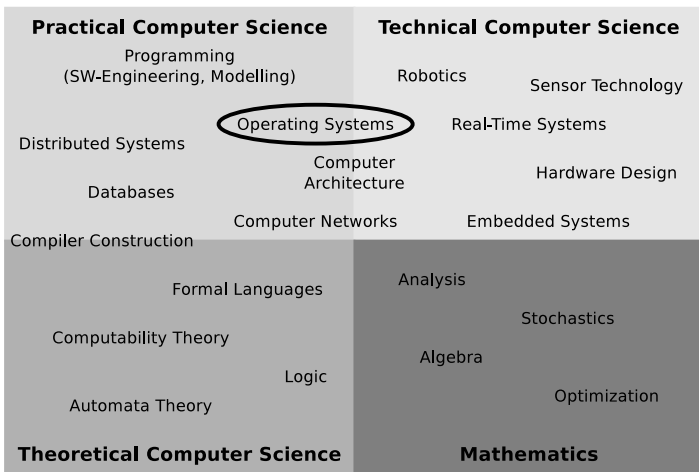 Practical Computer Science
Technical Computer Science
Programming
(SW-Engineering, Modelling)
Robotics
Sensor Technology
Operating Systems
Real-Time Systems
Distributed Systems
Computer
Architecture
Hardware Design
Databases
Computer Networks
Embedded Systems
Compiler Construction
Formal Languages
Analysis
Stochastics
Computability Theory
Algebra
Logic
Optimization
Automata Theory
Theoretical Computer Science
Mathematics